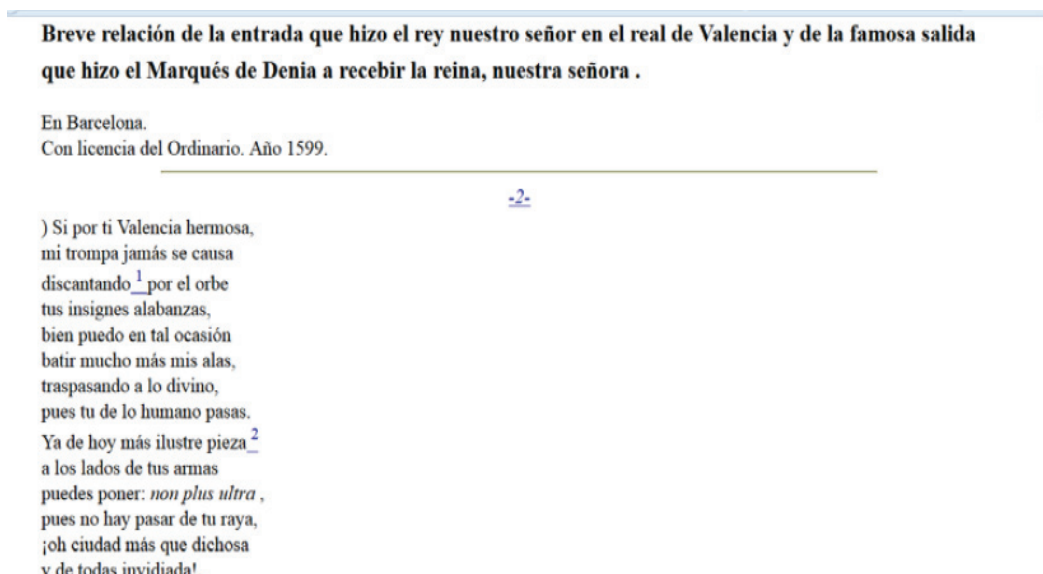 Breve relación de la entrada que hizo el rey nuestro señor en el real de Valencia y de la famosa salida
que hizo el Marqués de Denia a recebir la reina, nuestra señora .
En Barcelona.
Con licencia del Ordinario. Año 1599.
-2-
) Si por ti Valencia hermosa,
mi trompa jamás se causa
discantando 1 por el orbe
tus insignes alabanzas,
bien puedo en tal ocasión
batir mucho más mis alas,
traspasando a lo divino,
pues tu de lo humano pasas.
Ya de hoy más ilustre pieza 2
a los lados de tus armas
puedes poner: non plus ultra ,
pues no hay pasar de tu raya,
¡oh ciudad más que dichosa
y de todas invidiada!